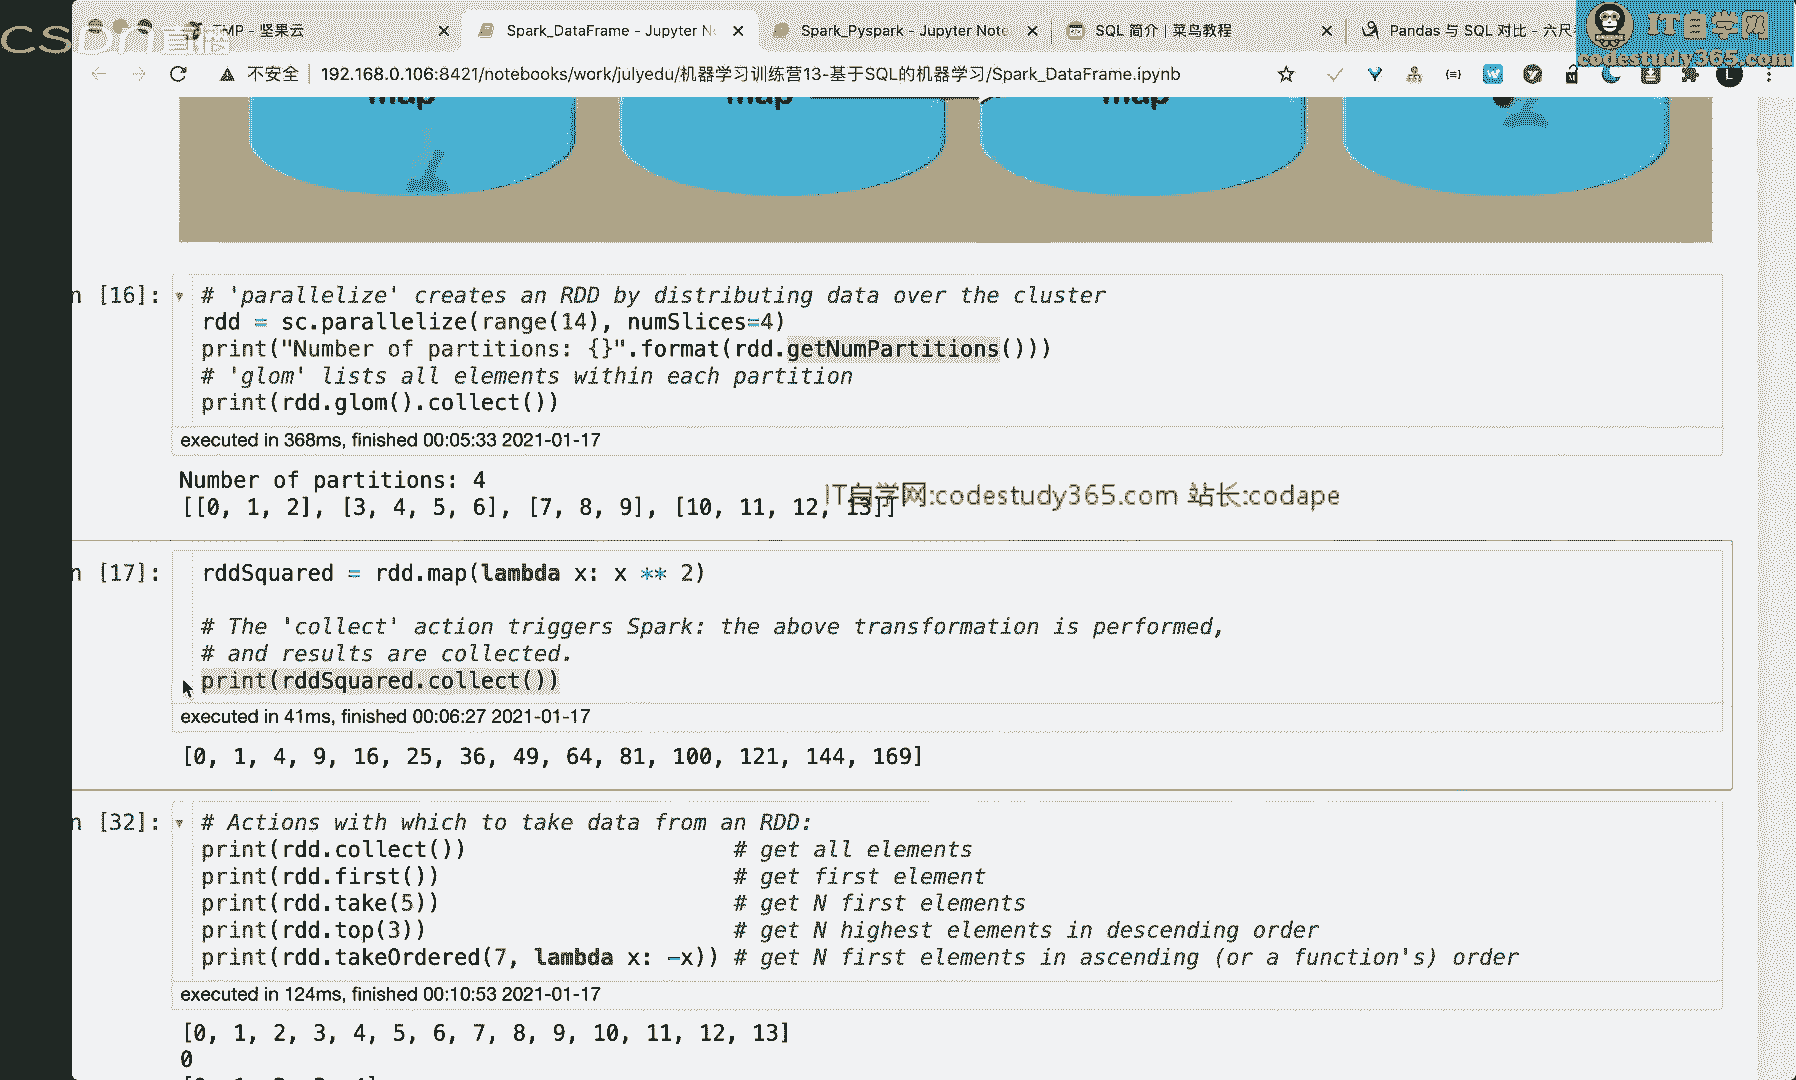 CSDN直播
MP - 坚果云
Spark_DataFrame - Jupyter N
Spark_Pyspark - Jupyter Note
SQL 简介 | 菜鸟教程
Pandas 与 SQL 对比 - 六尺
IT自学网
codestudy365.com
不安全
192.168.0.106:8421/notebooks/work/julyedu/机器学习训练营13-基于SQL的机器学习/Spark_DataFrame.ipynb
map map map
n [16]:
# 'parallelize' creates an RDD by distributing data over the cluster
rdd = sc.parallelize(range(14), numSlices=4)
print("Number of partitions: {}".format(rdd.getNumPartitions()))
# 'glom' lists all elements within each partition
print(rdd.glom().collect())
executed in 368ms, finished 00:05:33 2021-01-17
Number of partitions: 4
[[0, 1, 2], [3, 4, 5, 6], [7, 8, 9], [10, 11, 12, 13]]
IT自学网:codestudy365.com 站长:codape
n [17]:
rddSquared = rdd.map(lambda x: x ** 2)
# The 'collect' action triggers Spark: the above transformation is performed,
# and results are collected.
print(rddSquared.collect())
executed in 41ms, finished 00:06:27 2021-01-17
[0, 1, 4, 9, 16, 25, 36, 49, 64, 81, 100, 121, 144, 169]
n [32]:
# Actions with which to take data from an RDD:
print(rdd.collect()) # get all elements
print(rdd.first()) # get first element
print(rdd.take(5)) # get N first elements
print(rdd.top(3)) # get N highest elements in descending order
print(rdd.takeOrdered(7, lambda x: -x)) # get N first elements in ascending (or a function's) order
executed in 124ms, finished 00:10:53 2021-01-17
[0, 1, 2, 3, 4, 5, 6, 7, 8, 9, 10, 11, 12, 13]
0